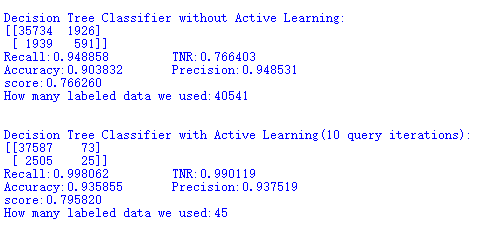 Decision Tree Classifier without Active Learning:
[[35734 1926]
[ 1939 591]]
Recall:0.948858 TNR:0.766403
Accuracy:0.903832 Precision:0.948531
score:0.766260
How many labeled data we used:40541
Decision Tree Classifier with Active Learning(10 query iterations):
[[37587 73]
[ 2505 25]]
Recall:0.998062 TNR:0.990119
Accuracy:0.935855 Precision:0.937519
score:0.795820
How many labeled data we used:45